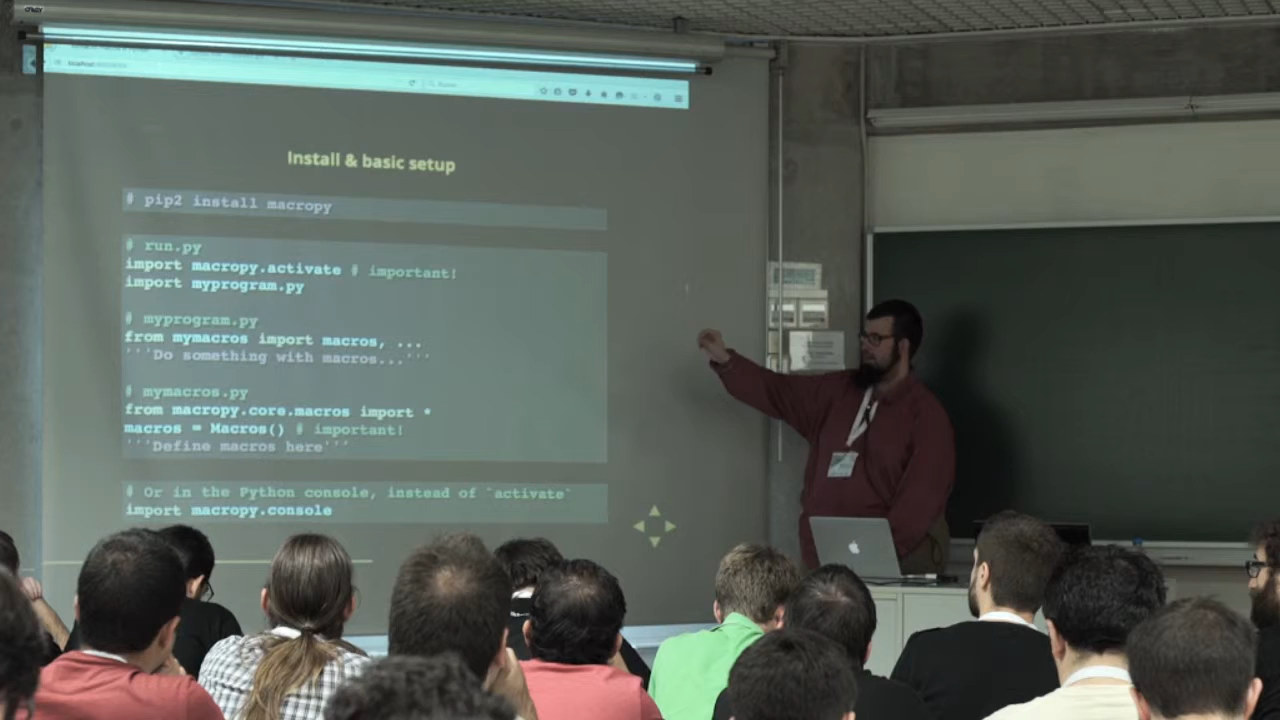 localhost
Install & basic setup
# pip2 install macropy
# run.py
import macropy.activate # important!
import myprogram.py
# myprogram.py
from mymacros import macros, ...
'''Do something with macros...'''
# mymacros.py
from macropy.core.macros import *
macros = Macros() # important!
'''Define macros here'''
# Or in the Python console, instead of `activate`
import macropy.console